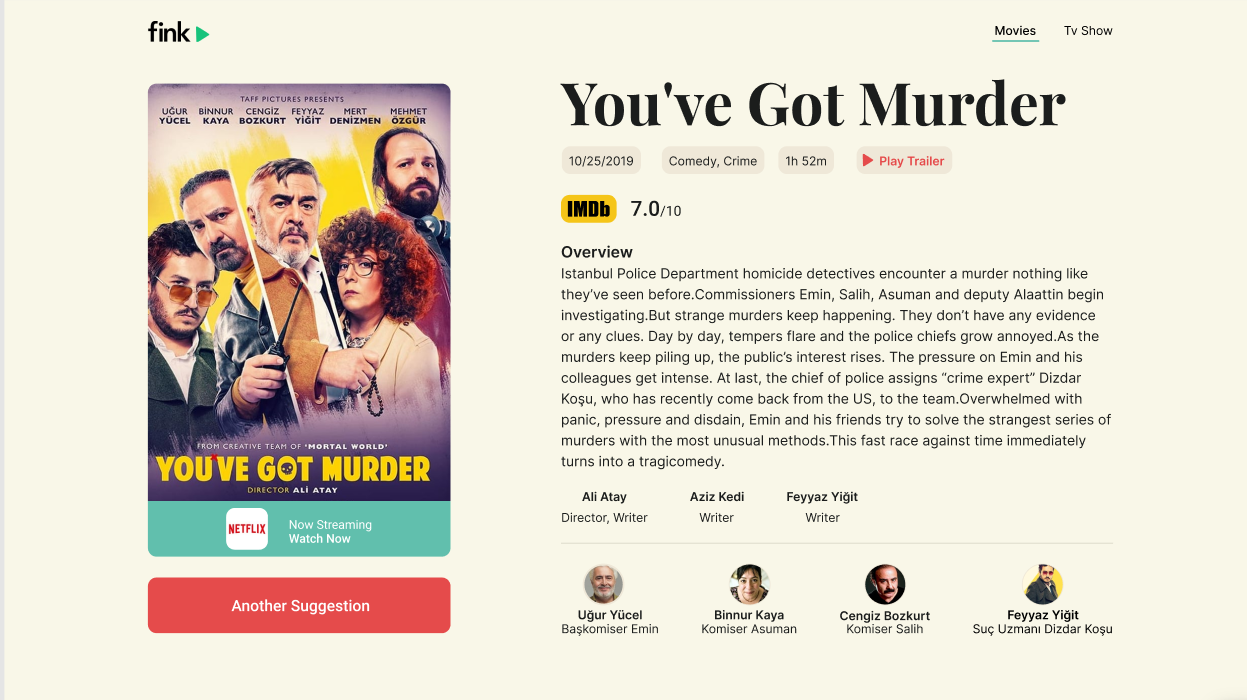 fink
Movies
Tv Show
TAFF PICTURES PRESENTS
UĞUR YÜCEL
BİNNUR KAYA
CENGİZ BOZKURT
FEYYAZ YİĞİT
MERT DENİZMEN
MEHMET ÖZGÜR
FROM CREATIVE TEAM OF 'MORTAL WORLD'
YOU'VE GOT MURDER
DIRECTOR ALİ ATAY
NETFLIX
Now Streaming
Watch Now
Another Suggestion
You've Got Murder
10/25/2019
Comedy, Crime
1h 52m
Play Trailer
IMDb
7.0/10
Overview
Istanbul Police Department homicide detectives encounter a murder nothing like
they’ve seen before.Commissioners Emin, Salih, Asuman and deputy Alaattin begin
investigating.But strange murders keep happening. They don’t have any evidence
or any clues. Day by day, tempers flare and the police chiefs grow annoyed.As the
murders keep piling up, the public’s interest rises. The pressure on Emin and his
colleagues get intense. At last, the chief of police assigns “crime expert” Dizdar
Koşu, who has recently come back from the US, to the team.Overwhelmed with
panic, pressure and disdain, Emin and his friends try to solve the strangest series of
murders with the most unusual methods.This fast race against time immediately
turns into a tragicomedy.
Ali Atay
Director, Writer
Aziz Kedi
Writer
Feyyaz Yiğit
Writer
Uğur Yücel
Başkomiser Emin
Binnur Kaya
Komiser Asuman
Cengiz Bozkurt
Komiser Salih
Feyyaz Yiğit
Suç Uzmanı Dizdar Koşu